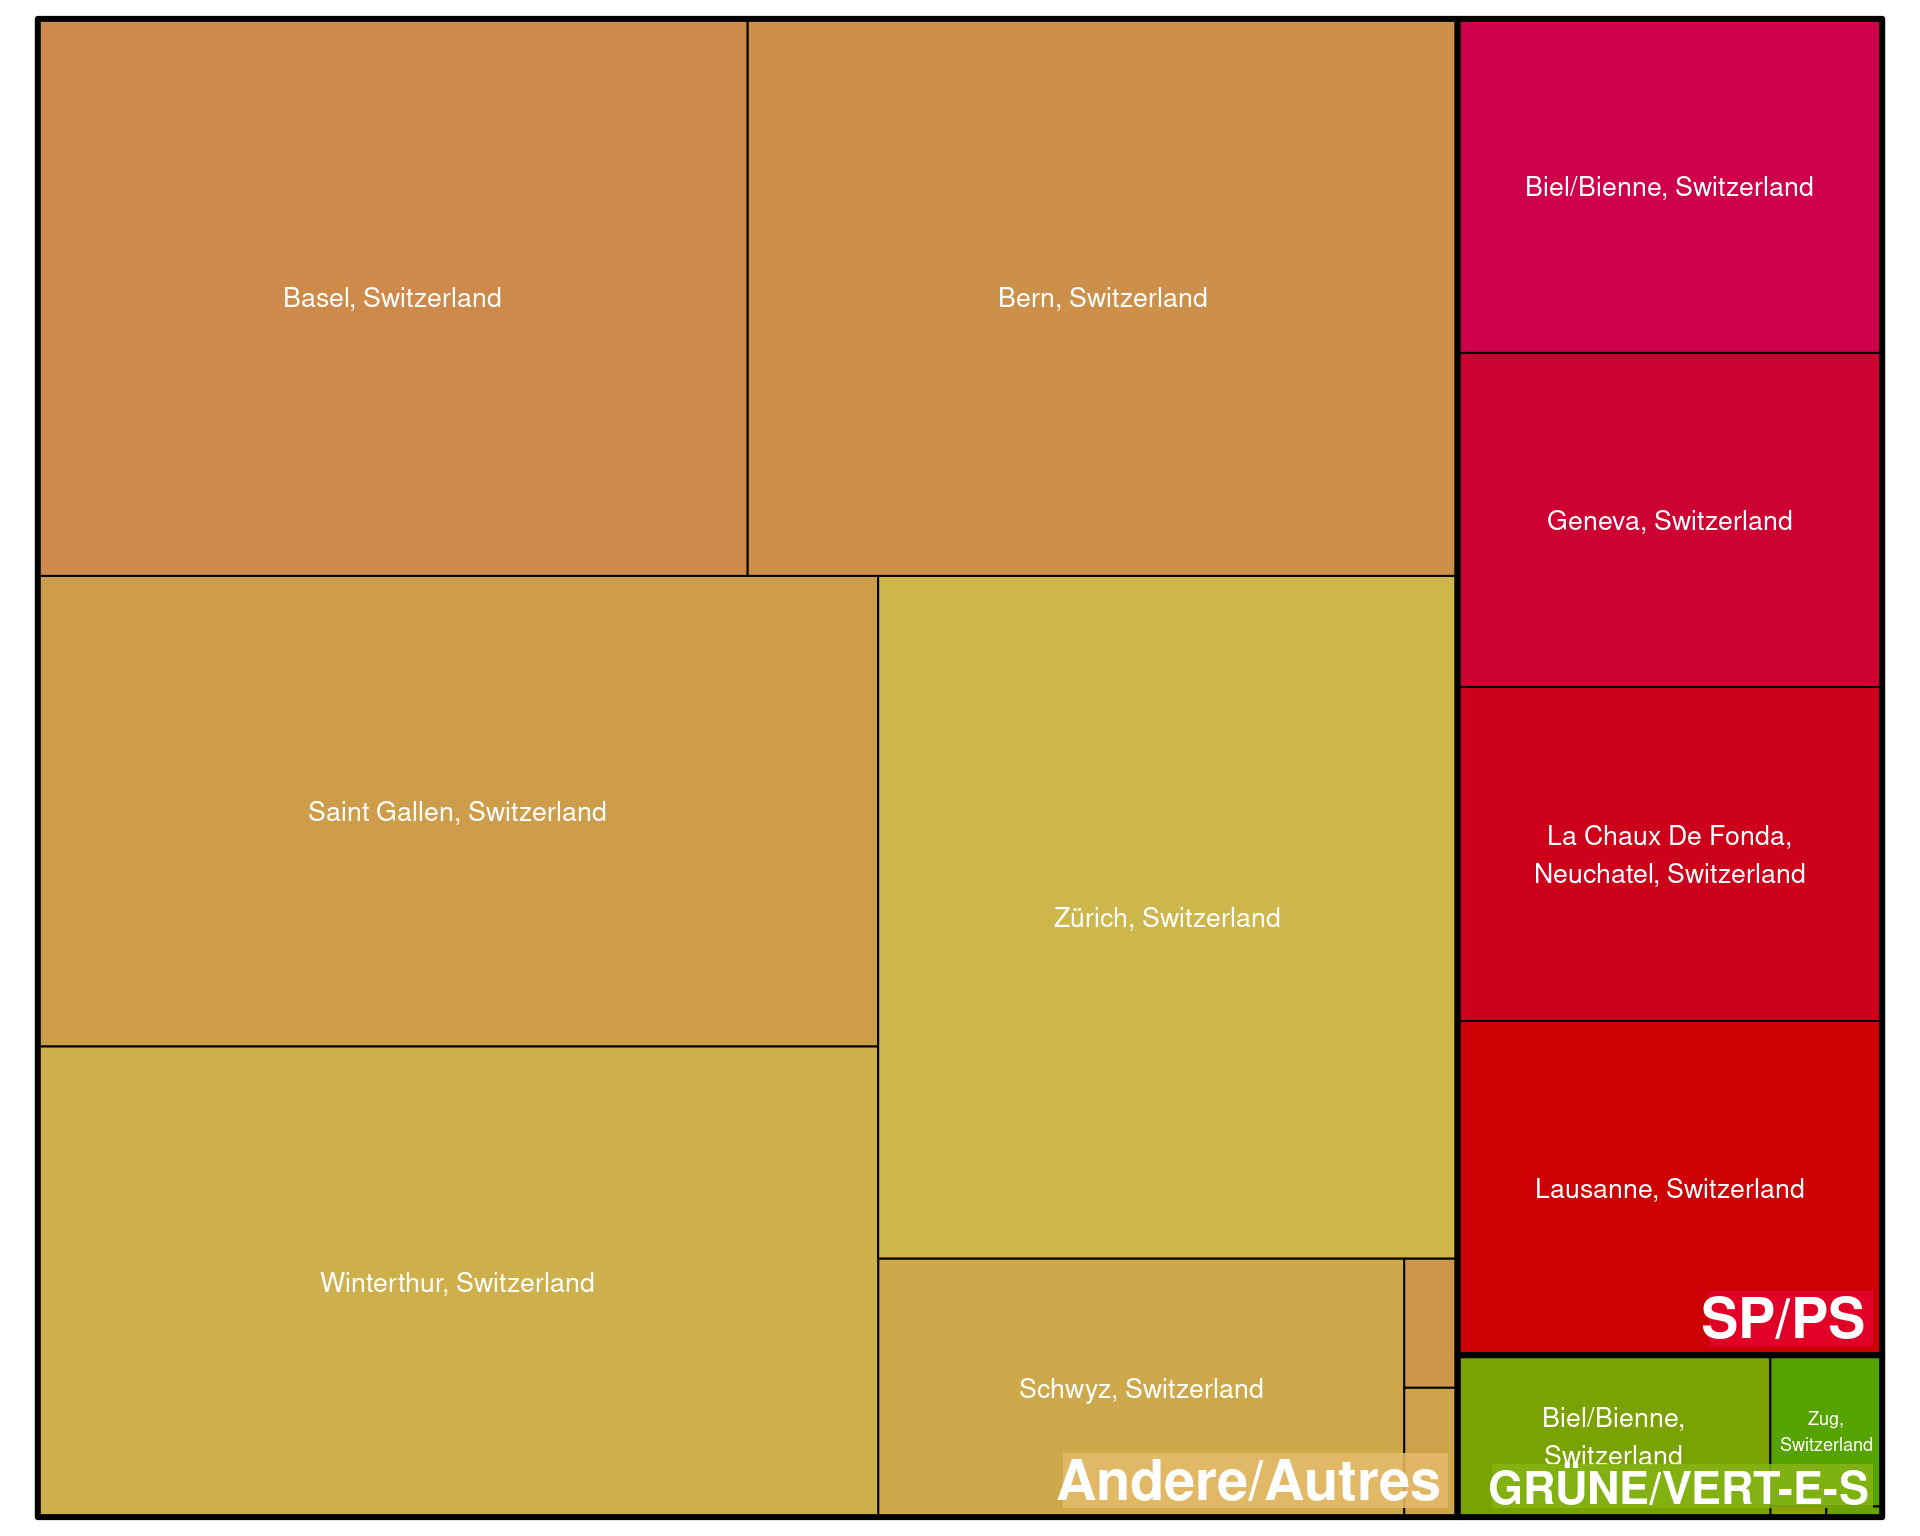 Basel, Switzerland
Bern, Switzerland
Biel/Bienne, Switzerland
Geneva, Switzerland
Saint Gallen, Switzerland
Zürich, Switzerland
La Chaux De Fonda,
Neuchatel, Switzerland
Lausanne, Switzerland
Winterthur, Switzerland
SP/PS
Schwyz, Switzerland
Biel/Bienne,
Switzerland
Zug,
Switzerland
Andere/Autres
GRÜNE/VERT-E-S